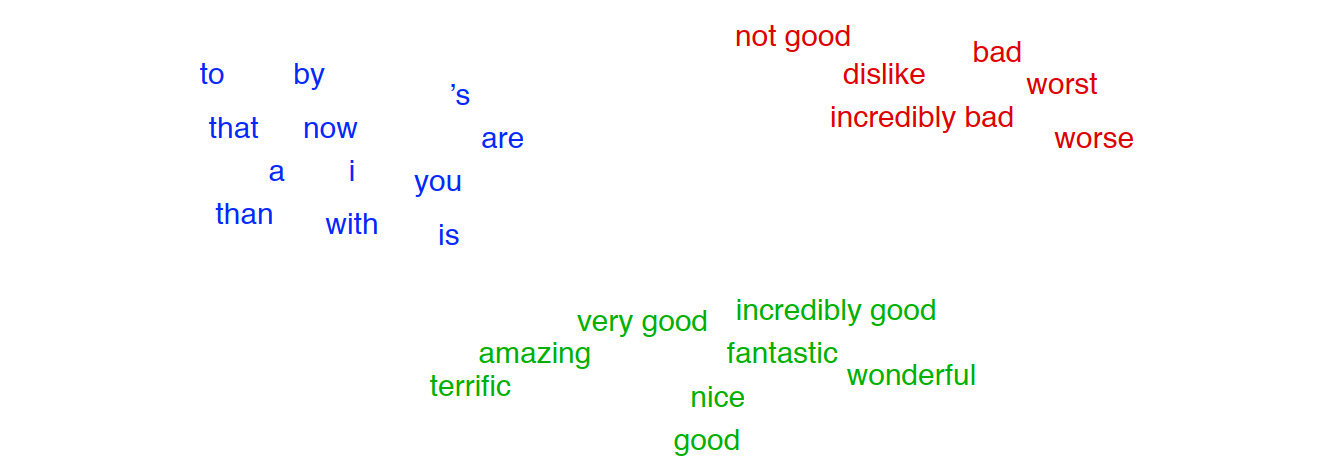 not good
bad
dislike
worst
incredibly bad
worse
to by
’s
that now
are
a i
you
than with
is
very good incredibly good
amazing fantastic
terrific wonderful
nice
good